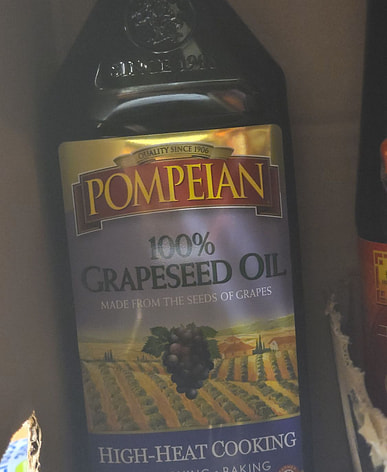 SINCE 1906
QUALITY SINCE 1906
POMPEIAN
100%
GRAPESEED OIL
MADE FROM THE SEEDS OF GRAPES
HIGH-HEAT COOKING
BAKING